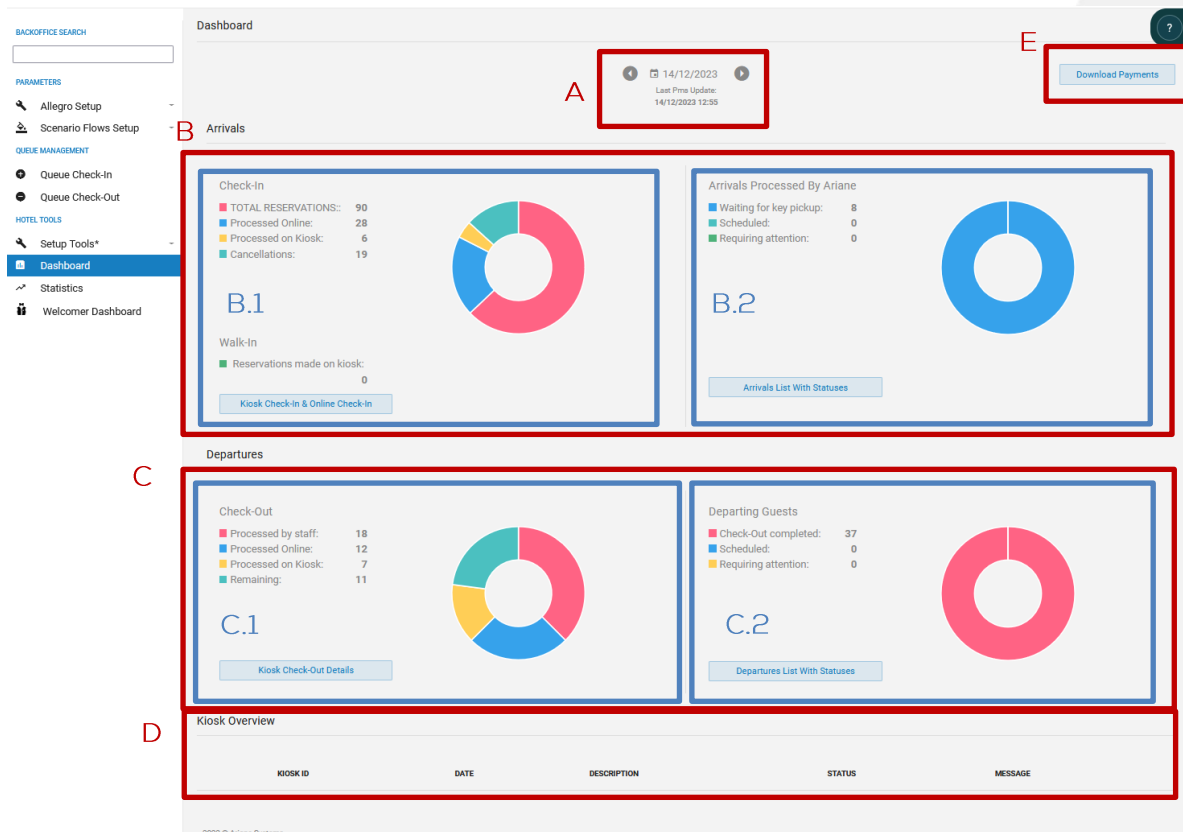 Dashboard
BACKOFFICE SEARCH
PARAMETERS
Allegro Setup
Scenario Flows Setup
QUEUE MANAGEMENT
Queue Check-In
Queue Check-Out
HOTEL TOOLS
Setup Tools*
Dashboard
Statistics
Welcomer Dashboard
?
A
14/12/2023
Last Pms Update:
14/12/2023 12:55
E
Download Payments
B
Arrivals
Check-In
TOTAL RESERVATIONS:: 90
Processed Online: 28
Processed on Kiosk: 6
Cancellations: 19
B.1
Walk-In
Reservations made on kiosk:
0
Kiosk Check-In & Online Check-In
Arrivals Processed By Ariane
Waiting for key pickup: 8
Scheduled: 0
Requiring attention: 0
B.2
Arrivals List With Statuses
C
Departures
Check-Out
Processed by staff: 18
Processed Online: 12
Processed on Kiosk: 7
Remaining: 11
C.1
Kiosk Check-Out Details
Departing Guests
Check-Out completed: 37
Scheduled: 0
Requiring attention: 0
C.2
Departures List With Statuses
D
Kiosk Overview
KIOSK ID DATE DESCRIPTION STATUS MESSAGE